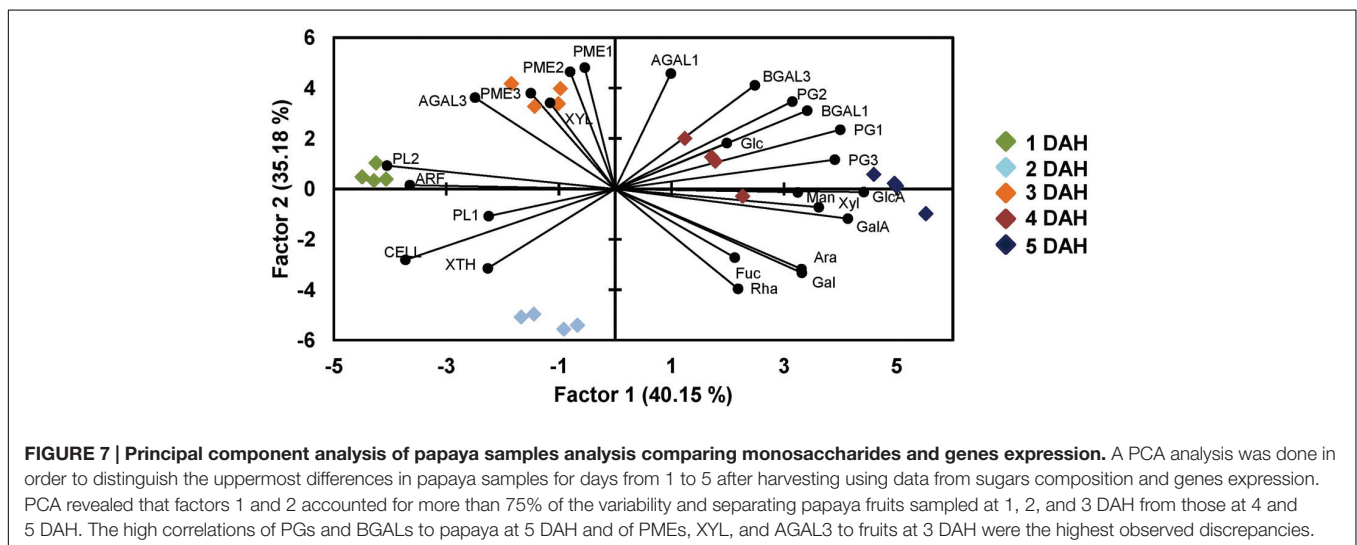 6
4
2
0
-2
-4
-6
Factor 2 (35.18 %)
-5
-3
-1
1
3
5
Factor 1 (40.15 %)
PME1
PME2
AGAL1
BGAL3
PME3
AGAL3
PG2
XYL
BGAL1
Glc
PG1
PL2
PG3
ARF
Man
Xyl
GlcA
PL1
GalA
CELL
XTH
Ara
Fuc
Gal
Rha
1 DAH
2 DAH
3 DAH
4 DAH
5 DAH
FIGURE 7 | Principal component analysis of papaya samples analysis comparing monosaccharides and genes expression. A PCA analysis was done in
order to distinguish the uppermost differences in papaya samples for days from 1 to 5 after harvesting using data from sugars composition and genes expression.
PCA revealed that factors 1 and 2 accounted for more than 75% of the variability and separating papaya fruits sampled at 1, 2, and 3 DAH from those at 4 and
5 DAH. The high correlations of PGs and BGALs to papaya at 5 DAH and of PMEs, XYL, and AGAL3 to fruits at 3 DAH were the highest observed discrepancies.